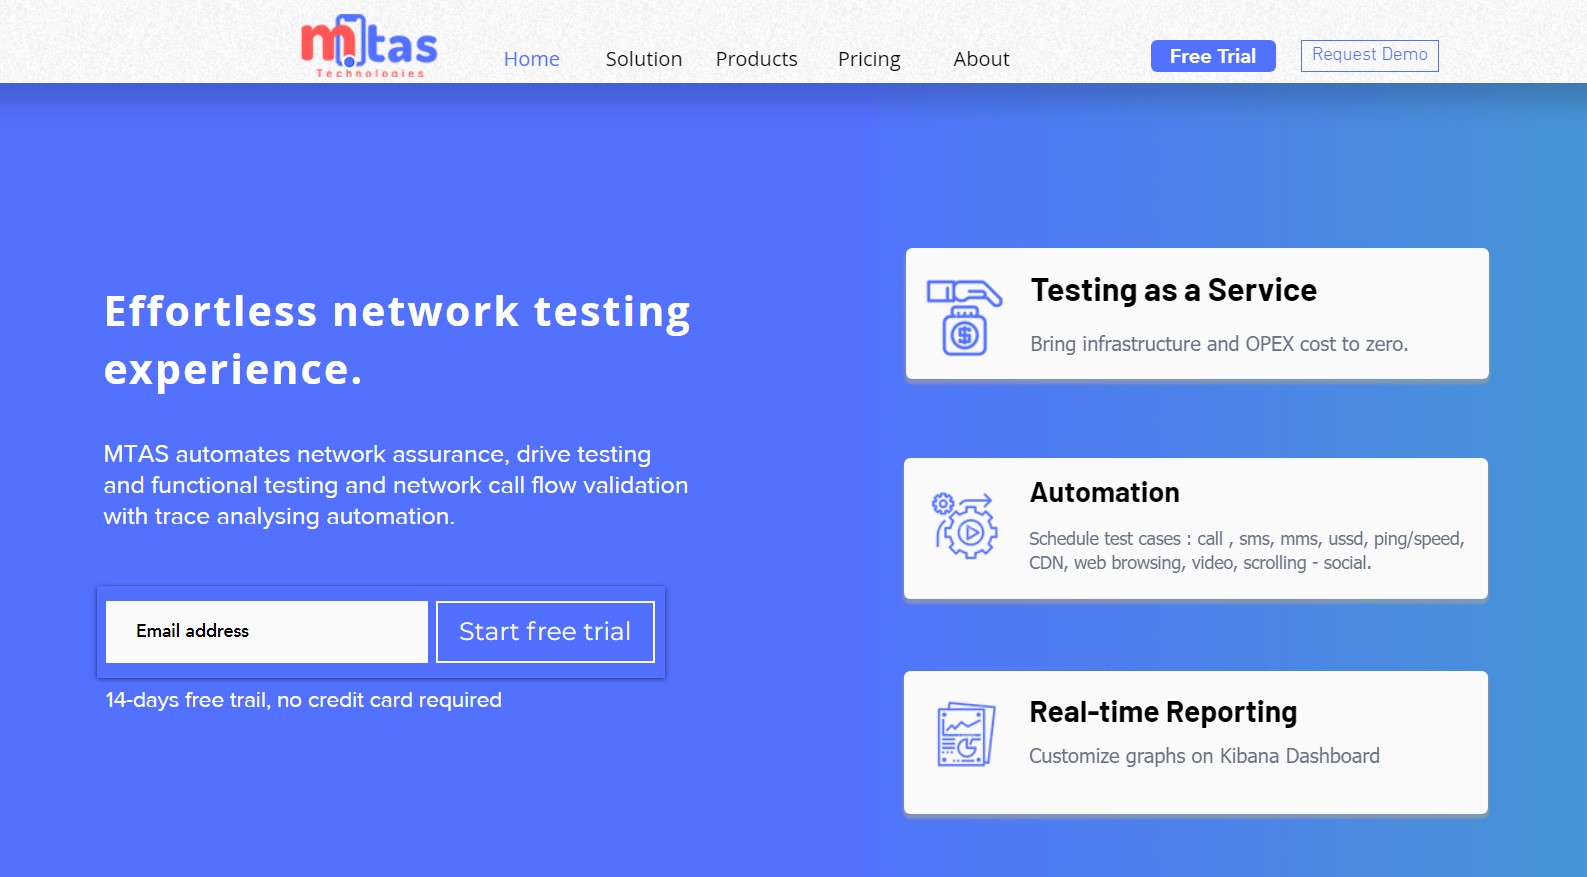 mtas
Technologies
Home
Solution
Products
Pricing
About
Free Trial
Request Demo
Effortless network testing
experience.
MTAS automates network assurance, drive testing
and functional testing and network call flow validation
with trace analysing automation.
Email address
Start free trial
14-days free trail, no credit card required
Testing as a Service
Bring infrastructure and OPEX cost to zero.
Automation
Schedule test cases : call , sms, mms, ussd, ping/speed,
CDN, web browsing, video, scrolling - social.
Real-time Reporting
Customize graphs on Kibana Dashboard